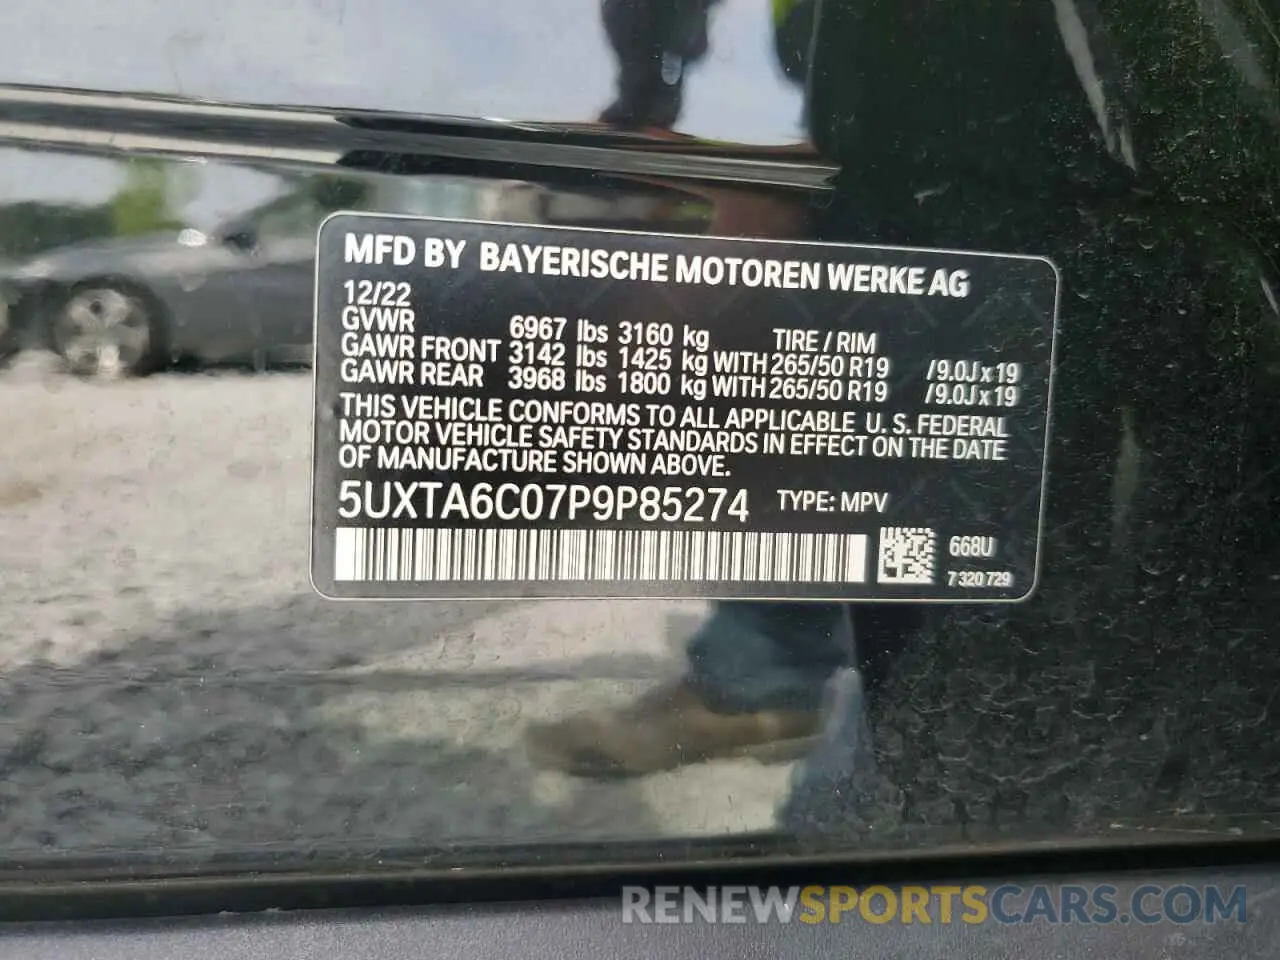 MFD BY BAYERISCHE MOTOREN WERKE AG
12/22
GVWR 6967 lbs 3160 kg TIRE / RIM
GAWR FRONT 3142 lbs 1425 kg WITH 265/50 R19 /9.0J x 19
GAWR REAR 3968 lbs 1800 kg WITH 265/50 R19 /9.0J x 19
THIS VEHICLE CONFORMS TO ALL APPLICABLE U. S. FEDERAL
MOTOR VEHICLE SAFETY STANDARDS IN EFFECT ON THE DATE
OF MANUFACTURE SHOWN ABOVE.
5UXTA6C07P9P85274 TYPE: MPV
668U
7 320 729
RENEWSPORTSCARS.COM